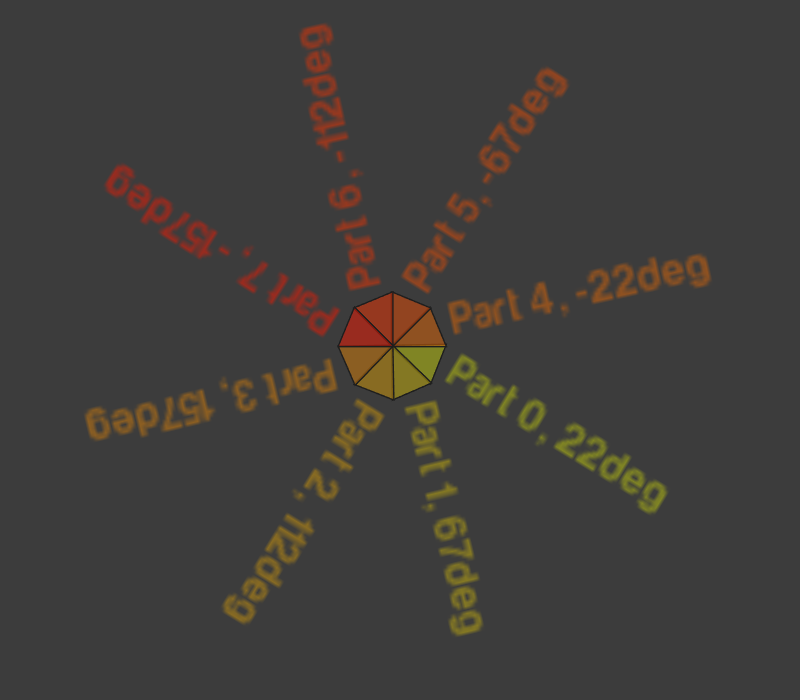 Part 0, 22deg
Part 1, 67deg
Part 2, 112deg
Part 3, 157deg
Part 4, -22deg
Part 5, -67deg
Part 6, -112deg
Part 7, -157deg